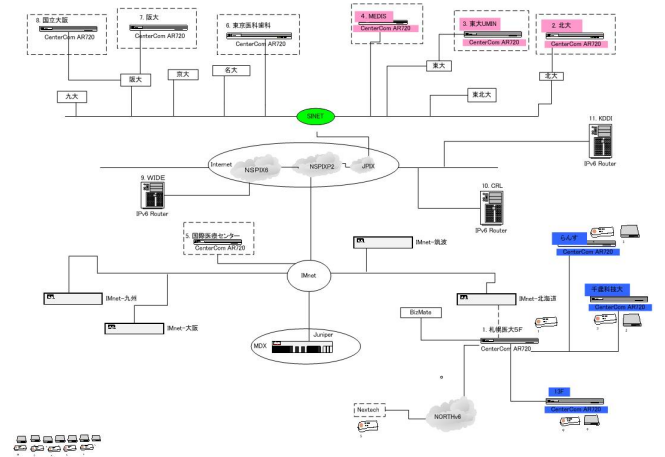 8. 国立大阪
CenterCom AR720
7. 阪大
CenterCom AR720
6. 東京医科歯科
CenterCom AR720
4. MEDIS
CenterCom AR720
3. 東大UMIN
CenterCom AR720
2. 北大
CenterCom AR720
九大
阪大
京大
名大
東大
東北大
北大
SINET
11. KDDI
IPv6 Router
Internet
NSPIX6
NSPIXP2
JPIX
9. WIDE
IPv6 Router
10. CRL
IPv6 Router
5. 国際医療センター
CenterCom AR720
IMnet-筑波
らんす
CenterCom AR720
IMnet
IMnet-九州
IMnet-大阪
IMnet-北海道
千歳科技大
CenterCom AR720
BizMate
1. 札幌医大5F
CenterCom AR720
Juniper
MDX
Nextech
NORTHv6
CenterCom AR720